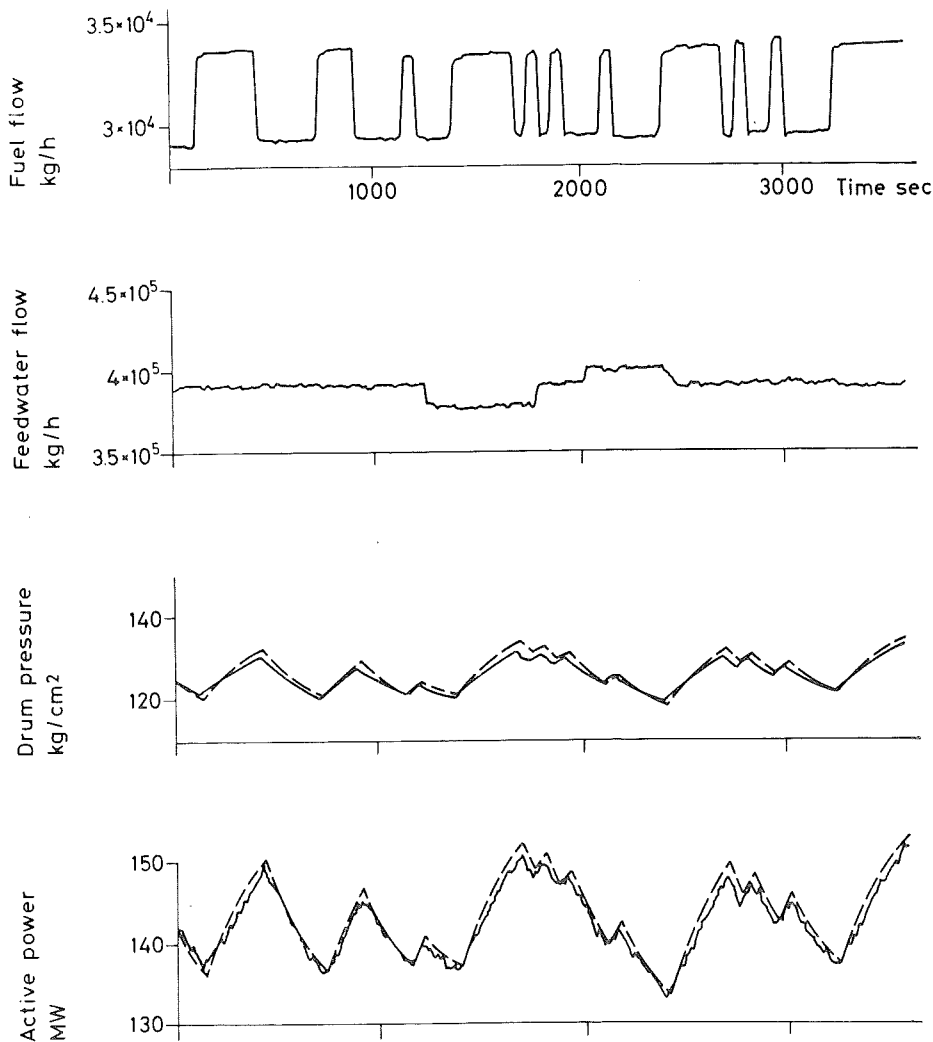 Fuel flow
kg/h
3.5×10⁴
3×10⁴
1000
2000
3000
Time sec
Feedwater flow
kg/h
4.5×10⁵
4×10⁵
3.5×10⁵
Drum pressure
kg/cm²
140
120
Active power
MW
150
140
130